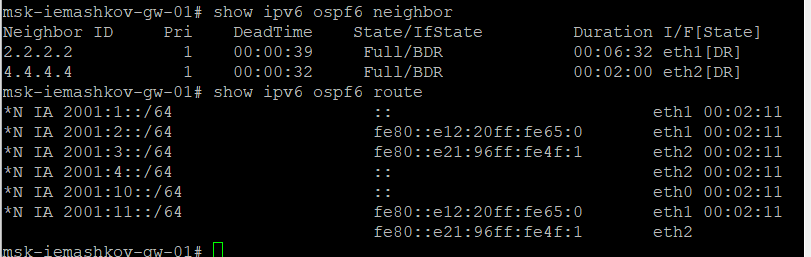 msk-iemashkov-gw-01# show ipv6 ospf6 neighbor
Neighbor ID     Pri    DeadTime    State/IfState         Duration I/F[State]
2.2.2.2           1    00:00:39     Full/BDR             00:06:32 eth1[DR]
4.4.4.4           1    00:00:32     Full/BDR             00:02:00 eth2[DR]
msk-iemashkov-gw-01# show ipv6 ospf6 route
*N IA 2001:1::/64                    ::                        eth1 00:02:11
*N IA 2001:2::/64                    fe80::e12:20ff:fe65:0     eth1 00:02:11
*N IA 2001:3::/64                    fe80::e21:96ff:fe4f:1     eth2 00:02:11
*N IA 2001:4::/64                    ::                        eth2 00:02:11
*N IA 2001:10::/64                   ::                        eth0 00:02:11
*N IA 2001:11::/64                   fe80::e12:20ff:fe65:0     eth1 00:02:11
                                     fe80::e21:96ff:fe4f:1     eth2
msk-iemashkov-gw-01#